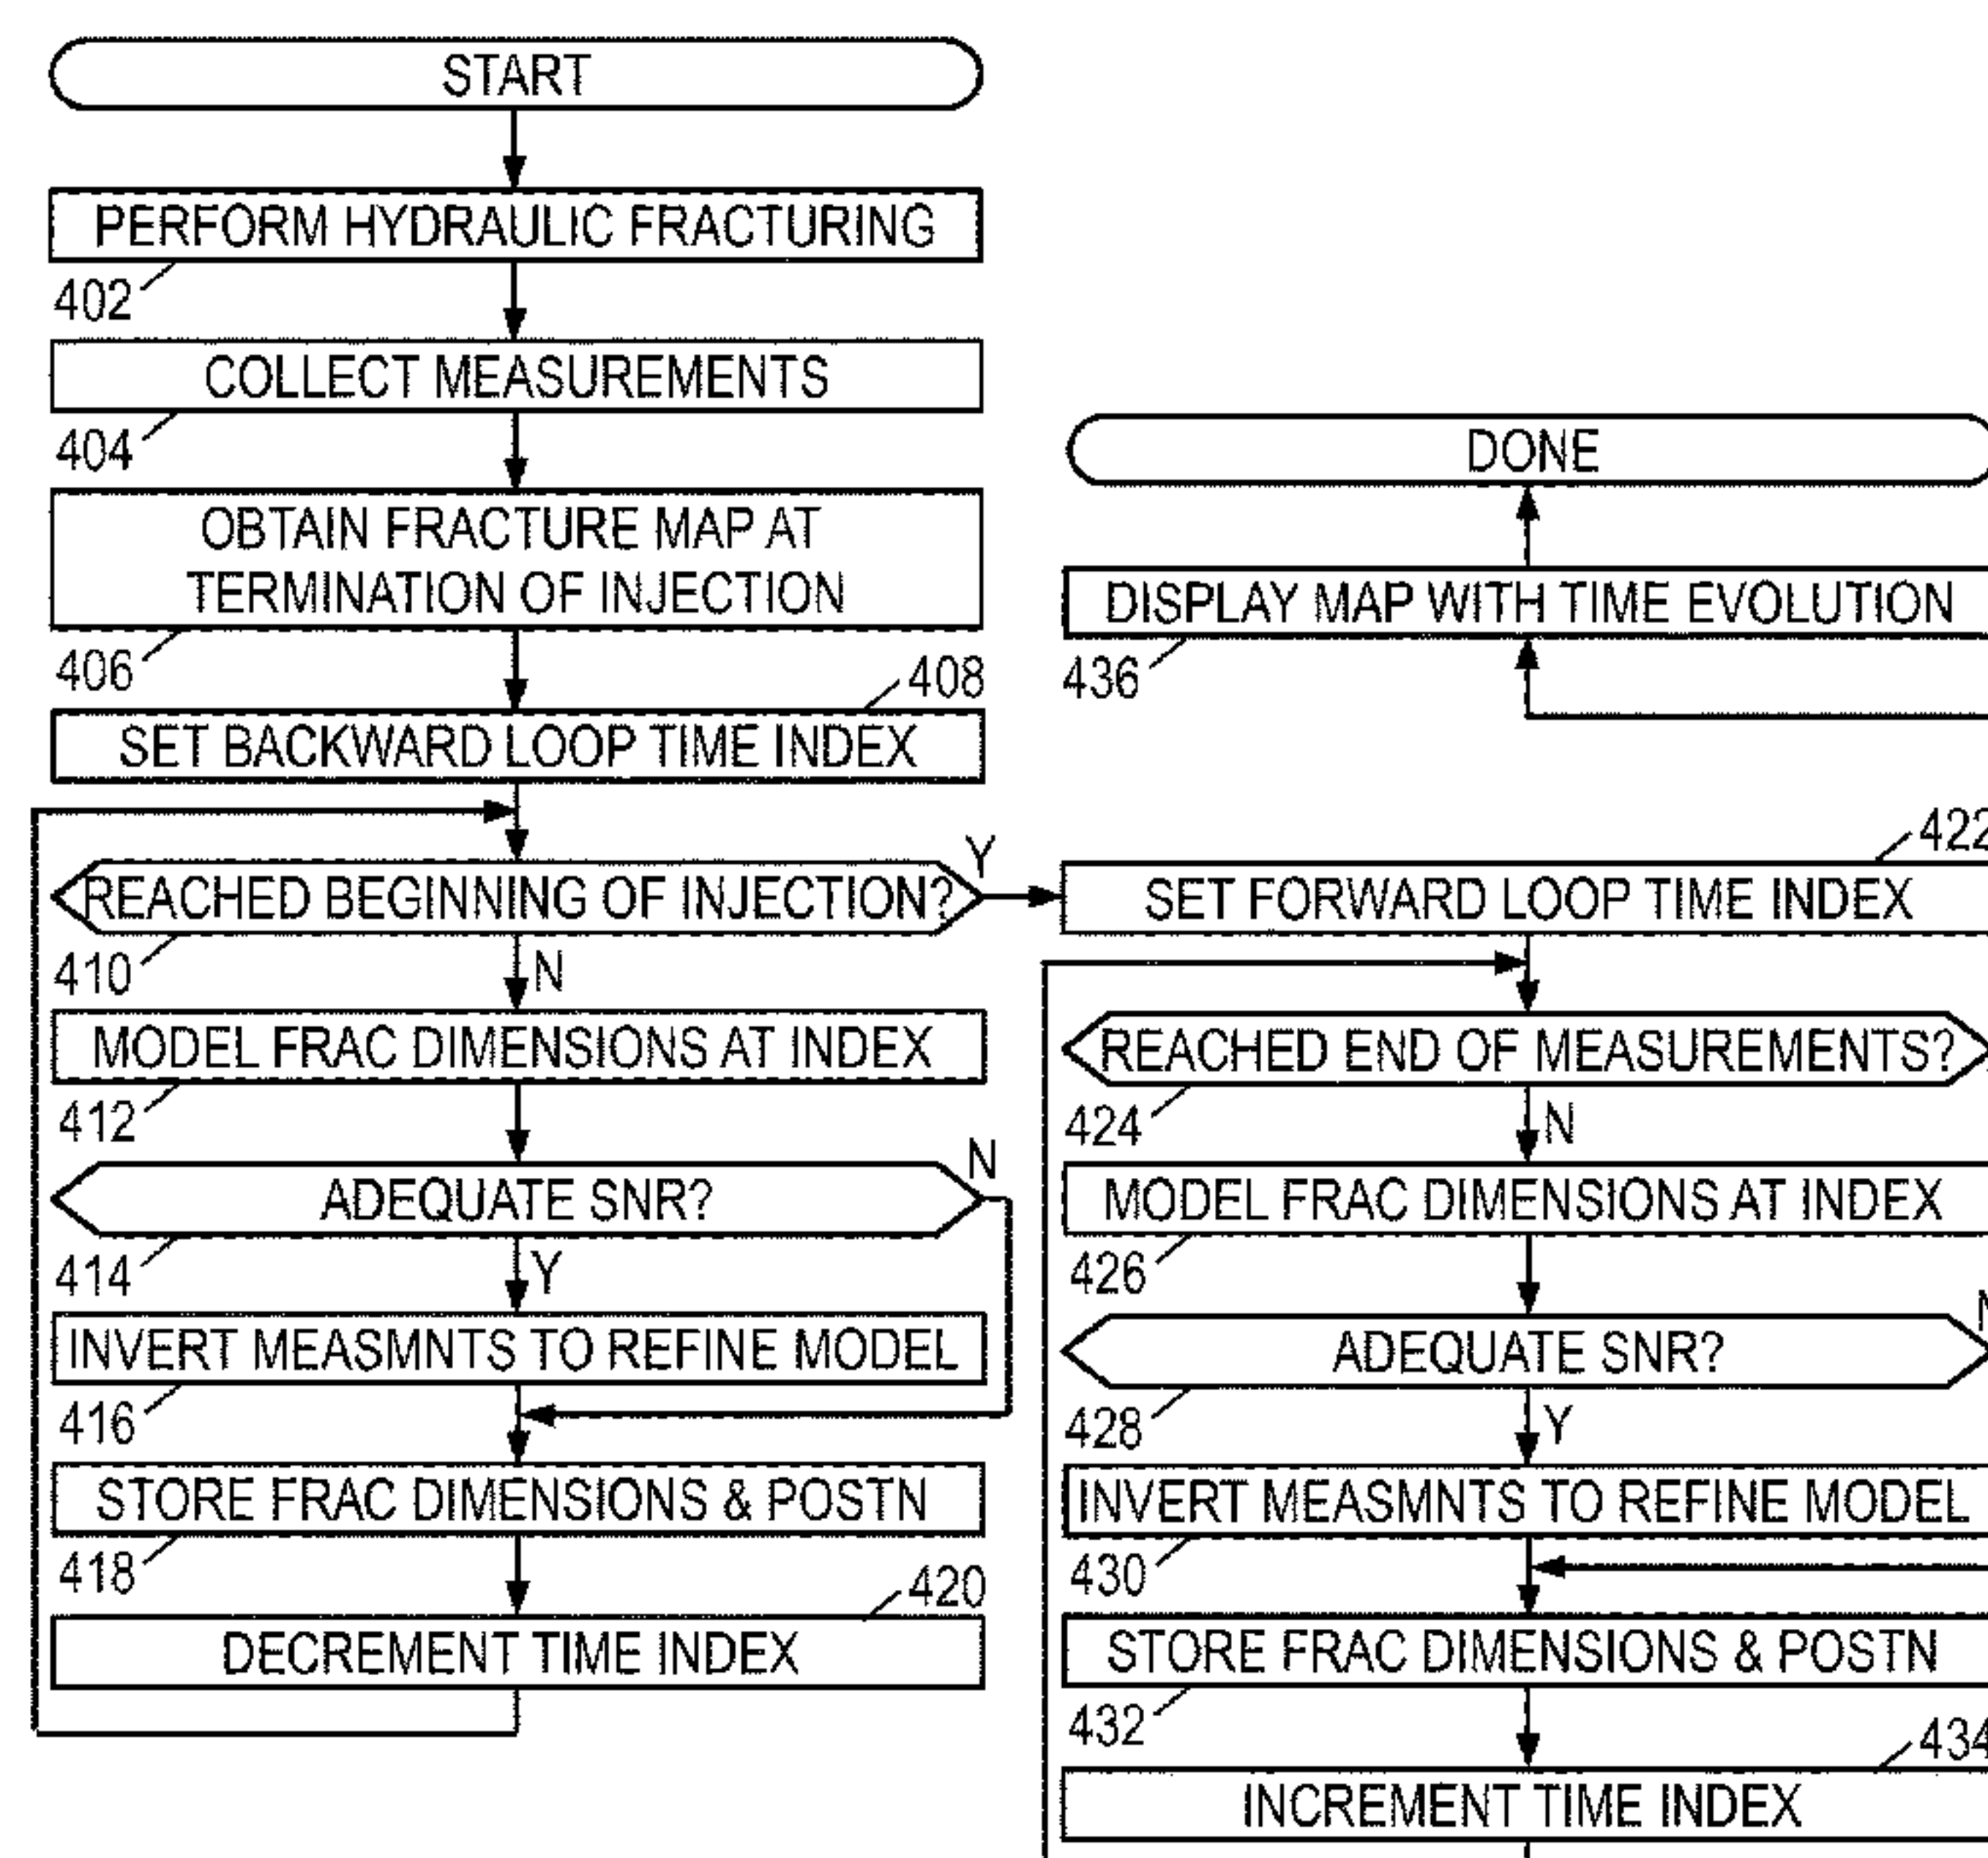 START
PERFORM HYDRAULIC FRACTURING
402
COLLECT MEASUREMENTS
404
OBTAIN FRACTURE MAP AT
TERMINATION OF INJECTION
406
408
SET BACKWARD LOOP TIME INDEX
REACHED BEGINNING OF INJECTION?
Y
410
N
MODEL FRAC DIMENSIONS AT INDEX
412
ADEQUATE SNR?
N
414
Y
INVERT MEASMNTS TO REFINE MODEL
416
STORE FRAC DIMENSIONS & POSTN
418
420
DECREMENT TIME INDEX
DONE
DISPLAY MAP WITH TIME EVOLUTION
436
422
SET FORWARD LOOP TIME INDEX
REACHED END OF MEASUREMENTS?
424
N
MODEL FRAC DIMENSIONS AT INDEX
426
ADEQUATE SNR?
428
Y
INVERT MEASMNTS TO REFINE MODEL
430
STORE FRAC DIMENSIONS & POSTN
432
434
INCREMENT TIME INDEX